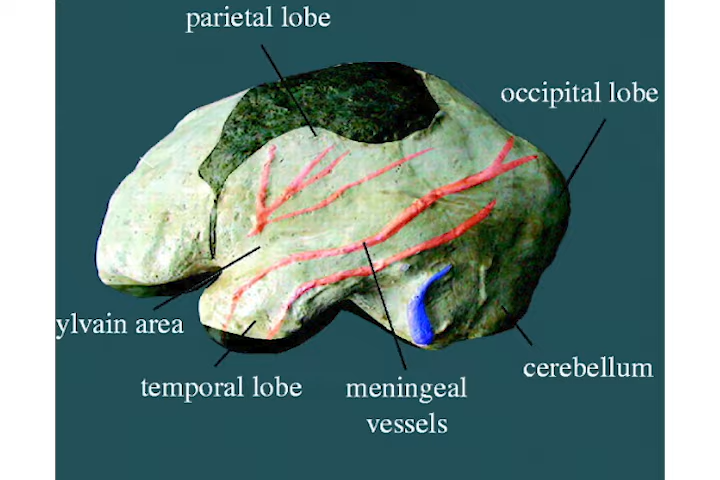 parietal lobe
occipital lobe
ylvain area
cerebellum
temporal lobe
meningeal
vessels